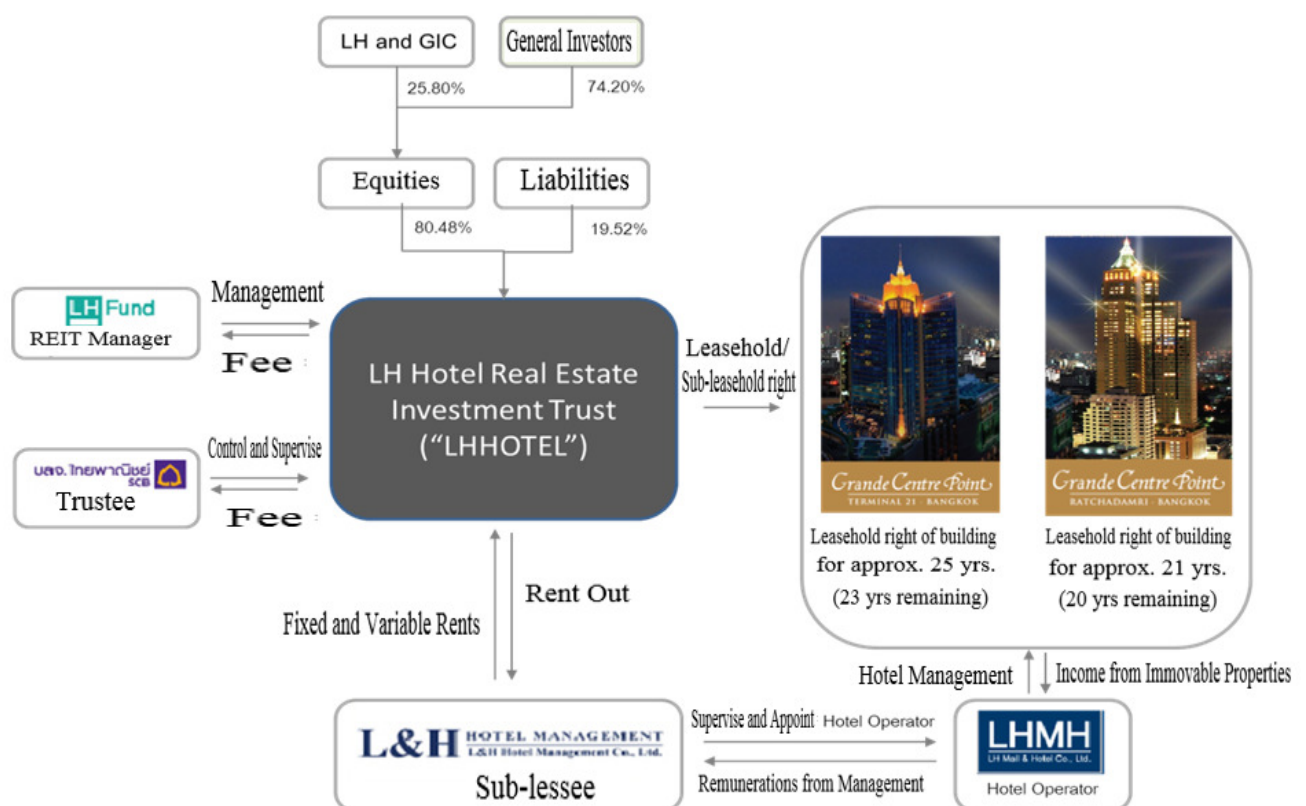 LH and GIC
General Investors
25.80%
74.20%
Equities
Liabilities
80.48%
19.52%
LH Fund
REIT Manager
Management
Fee :
LH Hotel Real Estate
Investment Trust
("LHHOTEL")
Leasehold/
Sub-leasehold right
บลจ. ไทยพาณิชย์
SCB
Trustee
Control and Supervise
Fee :
Grande Centre Point
TERMINAL 21 - BANGKOK
Leasehold right of building
for approx. 25 yrs.
(23 yrs remaining)
Grande Centre Point
RATCHADAMRI - BANGKOK
Leasehold right of building
for approx. 21 yrs.
(20 yrs remaining)
Fixed and Variable Rents
Rent Out
Hotel Management
Income from Immovable Properties
L&H HOTEL MANAGEMENT
L&H Hotel Management Co., Ltd.
Sub-lessee
Supervise and Appoint Hotel Operator
Remunerations from Management
LHMH
LH Mall & Hotel Co., Ltd.
Hotel Operator